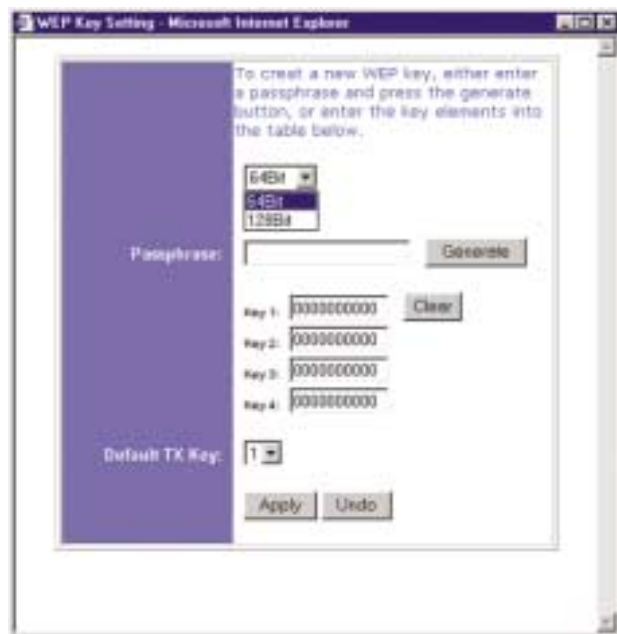 WEP Key Setting - Microsoft Internet Explorer
To creat a new WEP key, either enter
a passphrase and press the generate
button, or enter the key elements into
the table below.
64Bit
64Bit
128Bit
Passphrase: Generate
Key 1: 0000000000 Clear
Key 2: 0000000000
Key 3: 0000000000
Key 4: 0000000000
Default TX Key: 1
Apply Undo